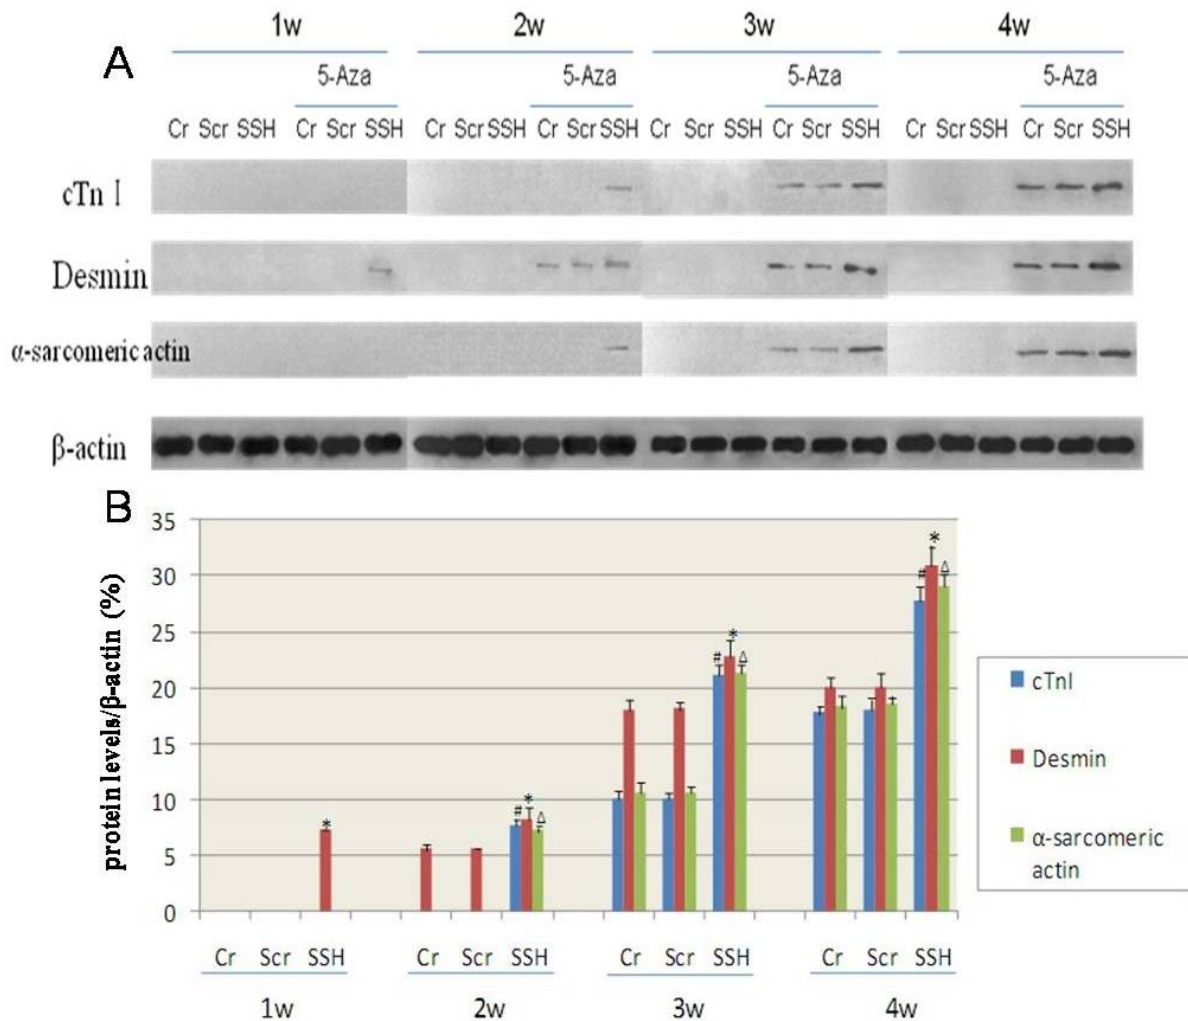 1w 2w 3w 4w
A
5-Aza 5-Aza 5-Aza 5-Aza
Cr Scr SSH Cr Scr SSH Cr Scr SSH Cr Scr SSH Cr Scr SSH Cr Scr SSH Cr Scr SSH Cr Scr SSH
cTn Ⅰ
Desmin
α-sarcomeric actin
β-actin
B
protein levels/β-actin (%)
35
30
25
20
15
10
5
0
*
# * Δ
# * Δ
# * Δ
Cr Scr SSH Cr Scr SSH Cr Scr SSH Cr Scr SSH
1w 2w 3w 4w
cTnI
Desmin
α-sarcomeric
actin